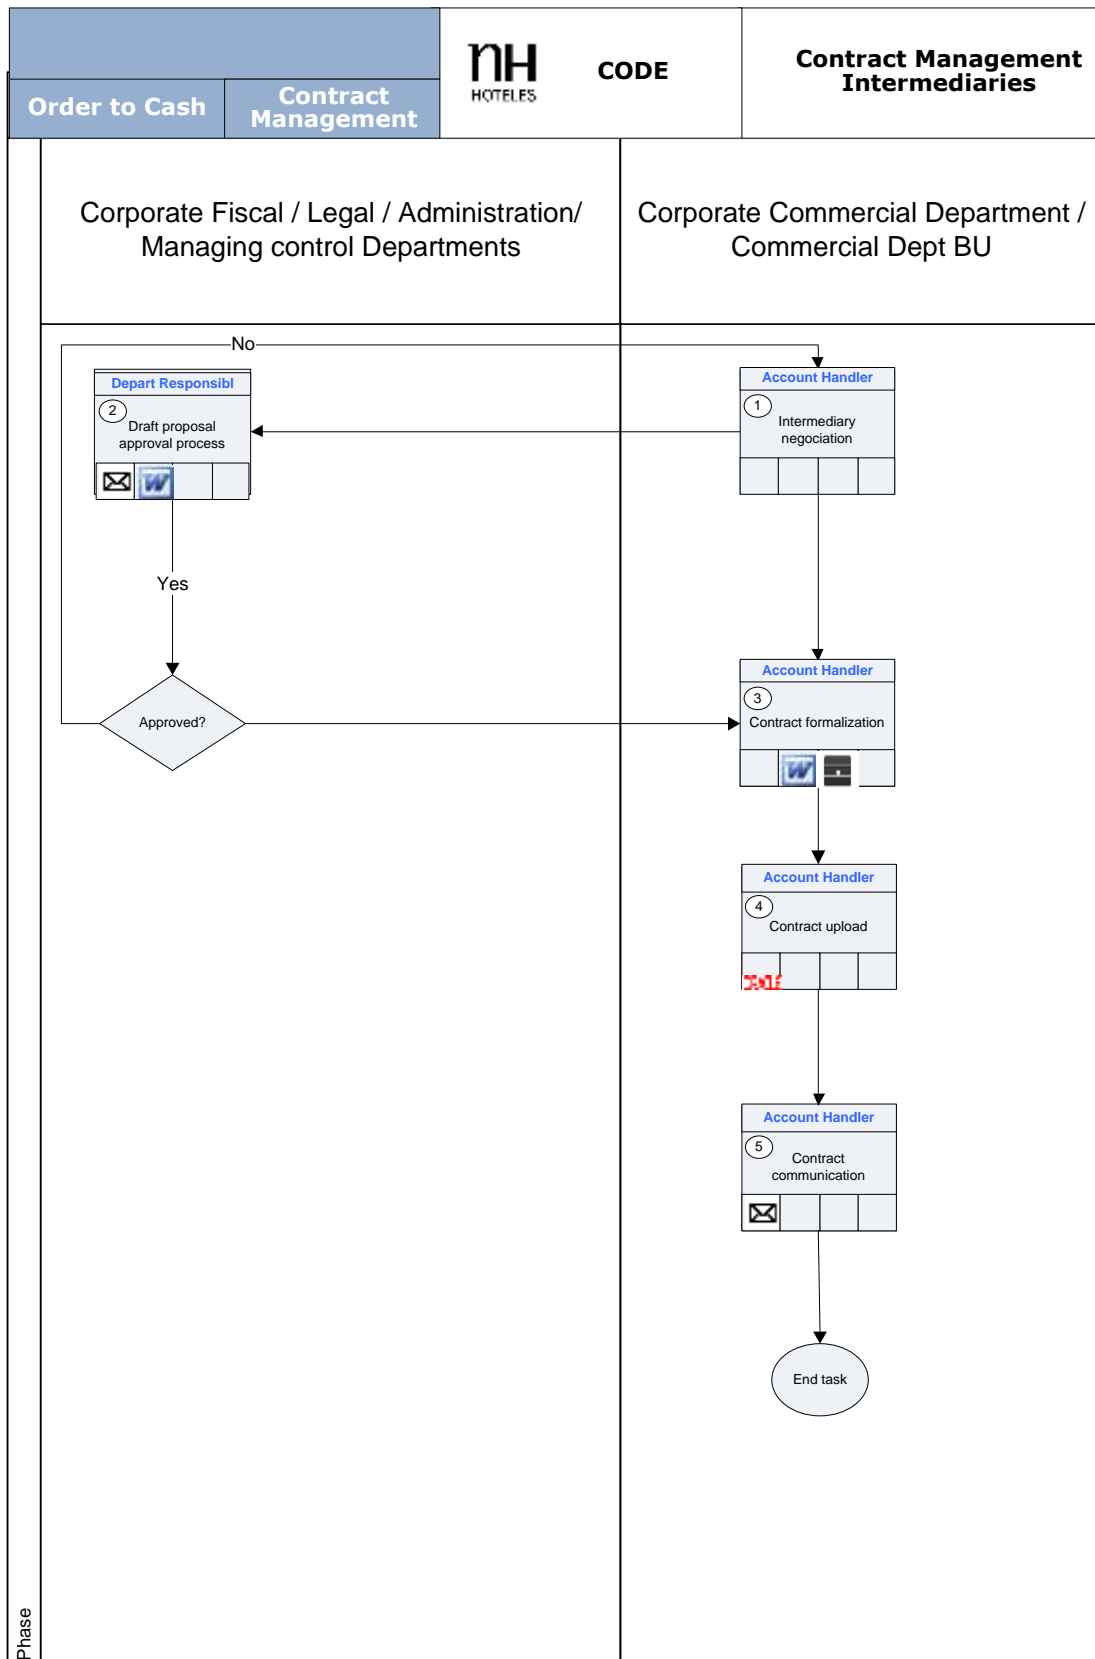 Order to Cash
Contract
Management
nH
HOTELES
CODE
Contract Management
Intermediaries
Corporate Fiscal / Legal / Administration/
Managing control Departments
Corporate Commercial Department /
Commercial Dept BU
No
Depart Responsibl
2
Draft proposal
approval process
W
Account Handler
1
Intermediary
negociation
Yes
Approved?
Account Handler
3
Contract formalization
W
Account Handler
4
Contract upload
Account Handler
5
Contract
communication
End task
Phase